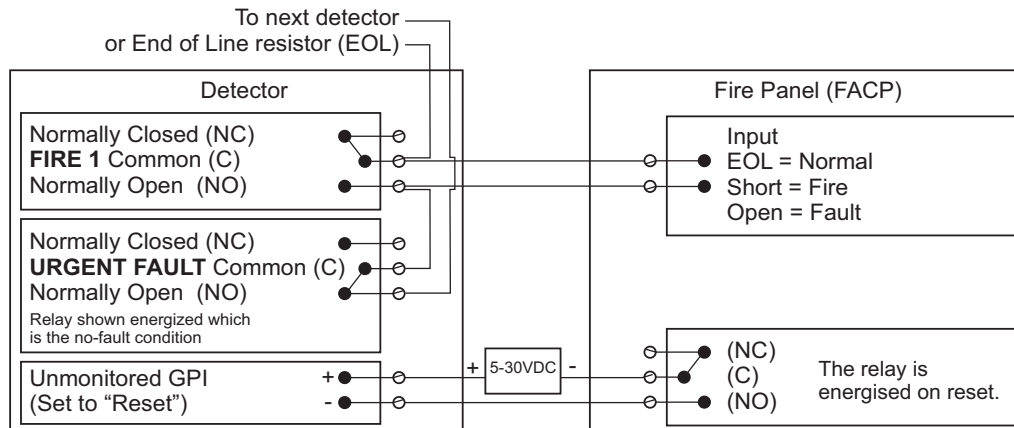 To next detector
or End of Line resistor (EOL)
Detector
Normally Closed (NC)
FIRE 1 Common (C)
Normally Open (NO)
Normally Closed (NC)
URGENT FAULT Common (C)
Normally Open (NO)
Relay shown energized which
is the no-fault condition
Unmonitored GPI +
(Set to “Reset”) -
+ 5-30VDC -
Fire Panel (FACP)
Input
EOL = Normal
Short = Fire
Open = Fault
(NC)
(C)
(NO)
The relay is
energised on reset.